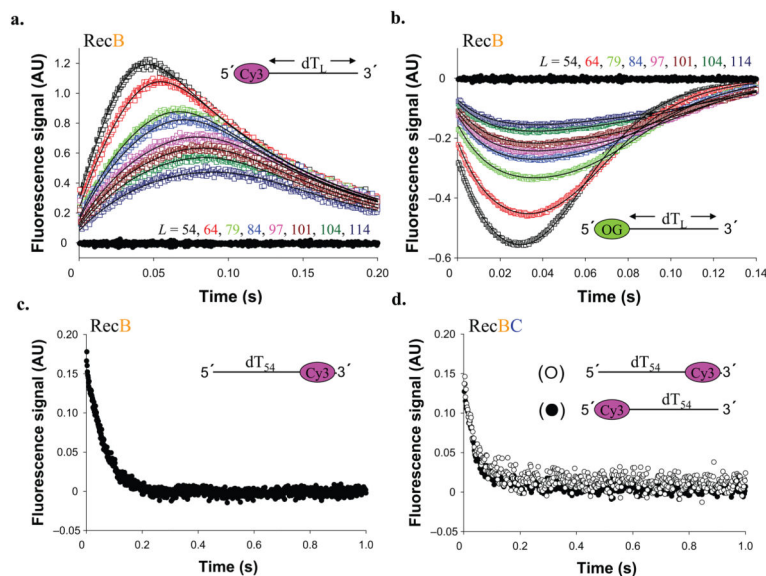 a.
RecB
5´ Cy3 dT_L 3´
Fluorescence signal (AU)
1.2
1.0
0.8
0.6
0.4
0.2
0
L = 54, 64, 79, 84, 97, 101, 104, 114
0 0.05 0.10 0.15 0.20
Time (s)
b.
RecB
L = 54, 64, 79, 84, 97, 101, 104, 114
Fluorescence signal (AU)
0
−0.2
−0.4
−0.6
5´ OG dT_L 3´
0 0.02 0.04 0.06 0.08 0.10 0.12 0.14
Time (s)
c.
RecB
5´ dT54 Cy3 3´
Fluorescence signal (AU)
0.20
0.15
0.10
0.05
0
−0.05
0 0.2 0.4 0.6 0.8 1.0
Time (s)
d.
RecBC
( ) 5´ dT54 Cy3 3´
( ) 5´ Cy3 dT54 3´
Fluorescence signal (AU)
0.20
0.15
0.10
0.05
0
−0.05
0 0.2 0.4 0.6 0.8 1.0
Time (s)